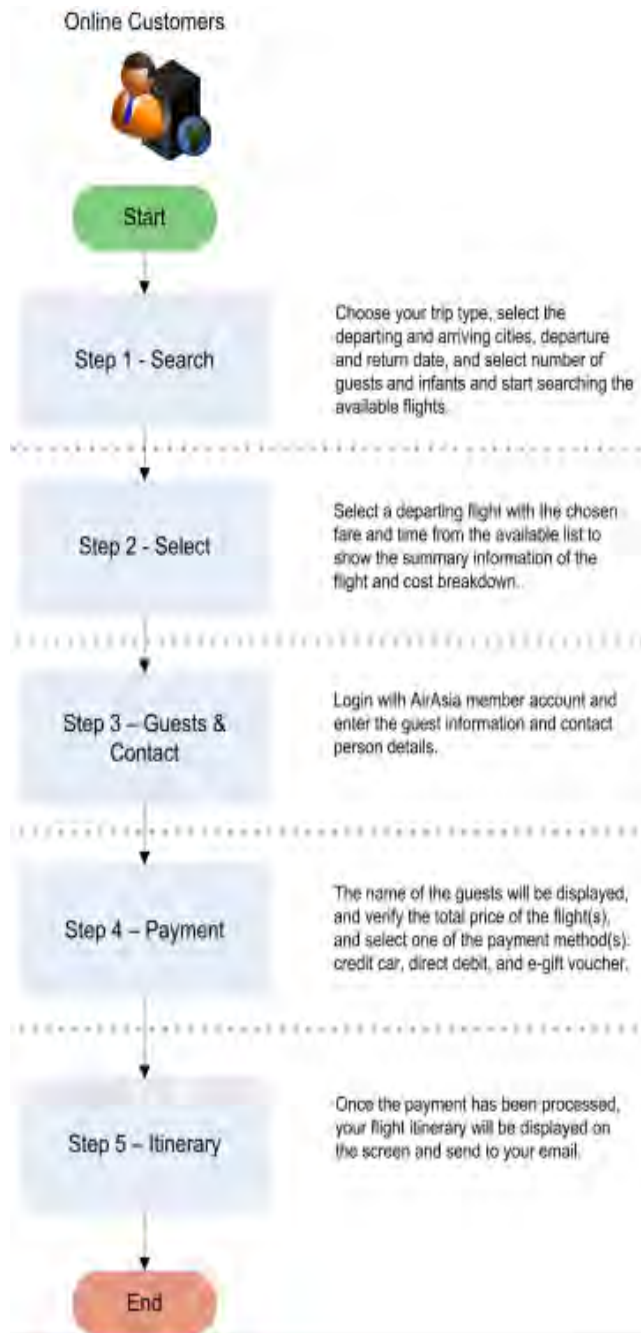 Online Customers
Start
Step 1 - Search
Choose your trip type, select the
departing and arriving cities, departure
and return date, and select number of
guests and infants and start searching the
available flights.
Step 2 - Select
Select a departing flight with the chosen
fare and time from the available list to
show the summary information of the
flight and cost breakdown.
Step 3 – Guests &
Contact
Login with AirAsia member account and
enter the guest information and contact
person details.
Step 4 – Payment
The name of the guests will be displayed,
and verify the total price of the flight(s),
and select one of the payment method(s):
credit car, direct debit, and e-gift voucher.
Step 5 – Itinerary
Once the payment has been processed,
your flight itinerary will be displayed on
the screen and send to your email.
End